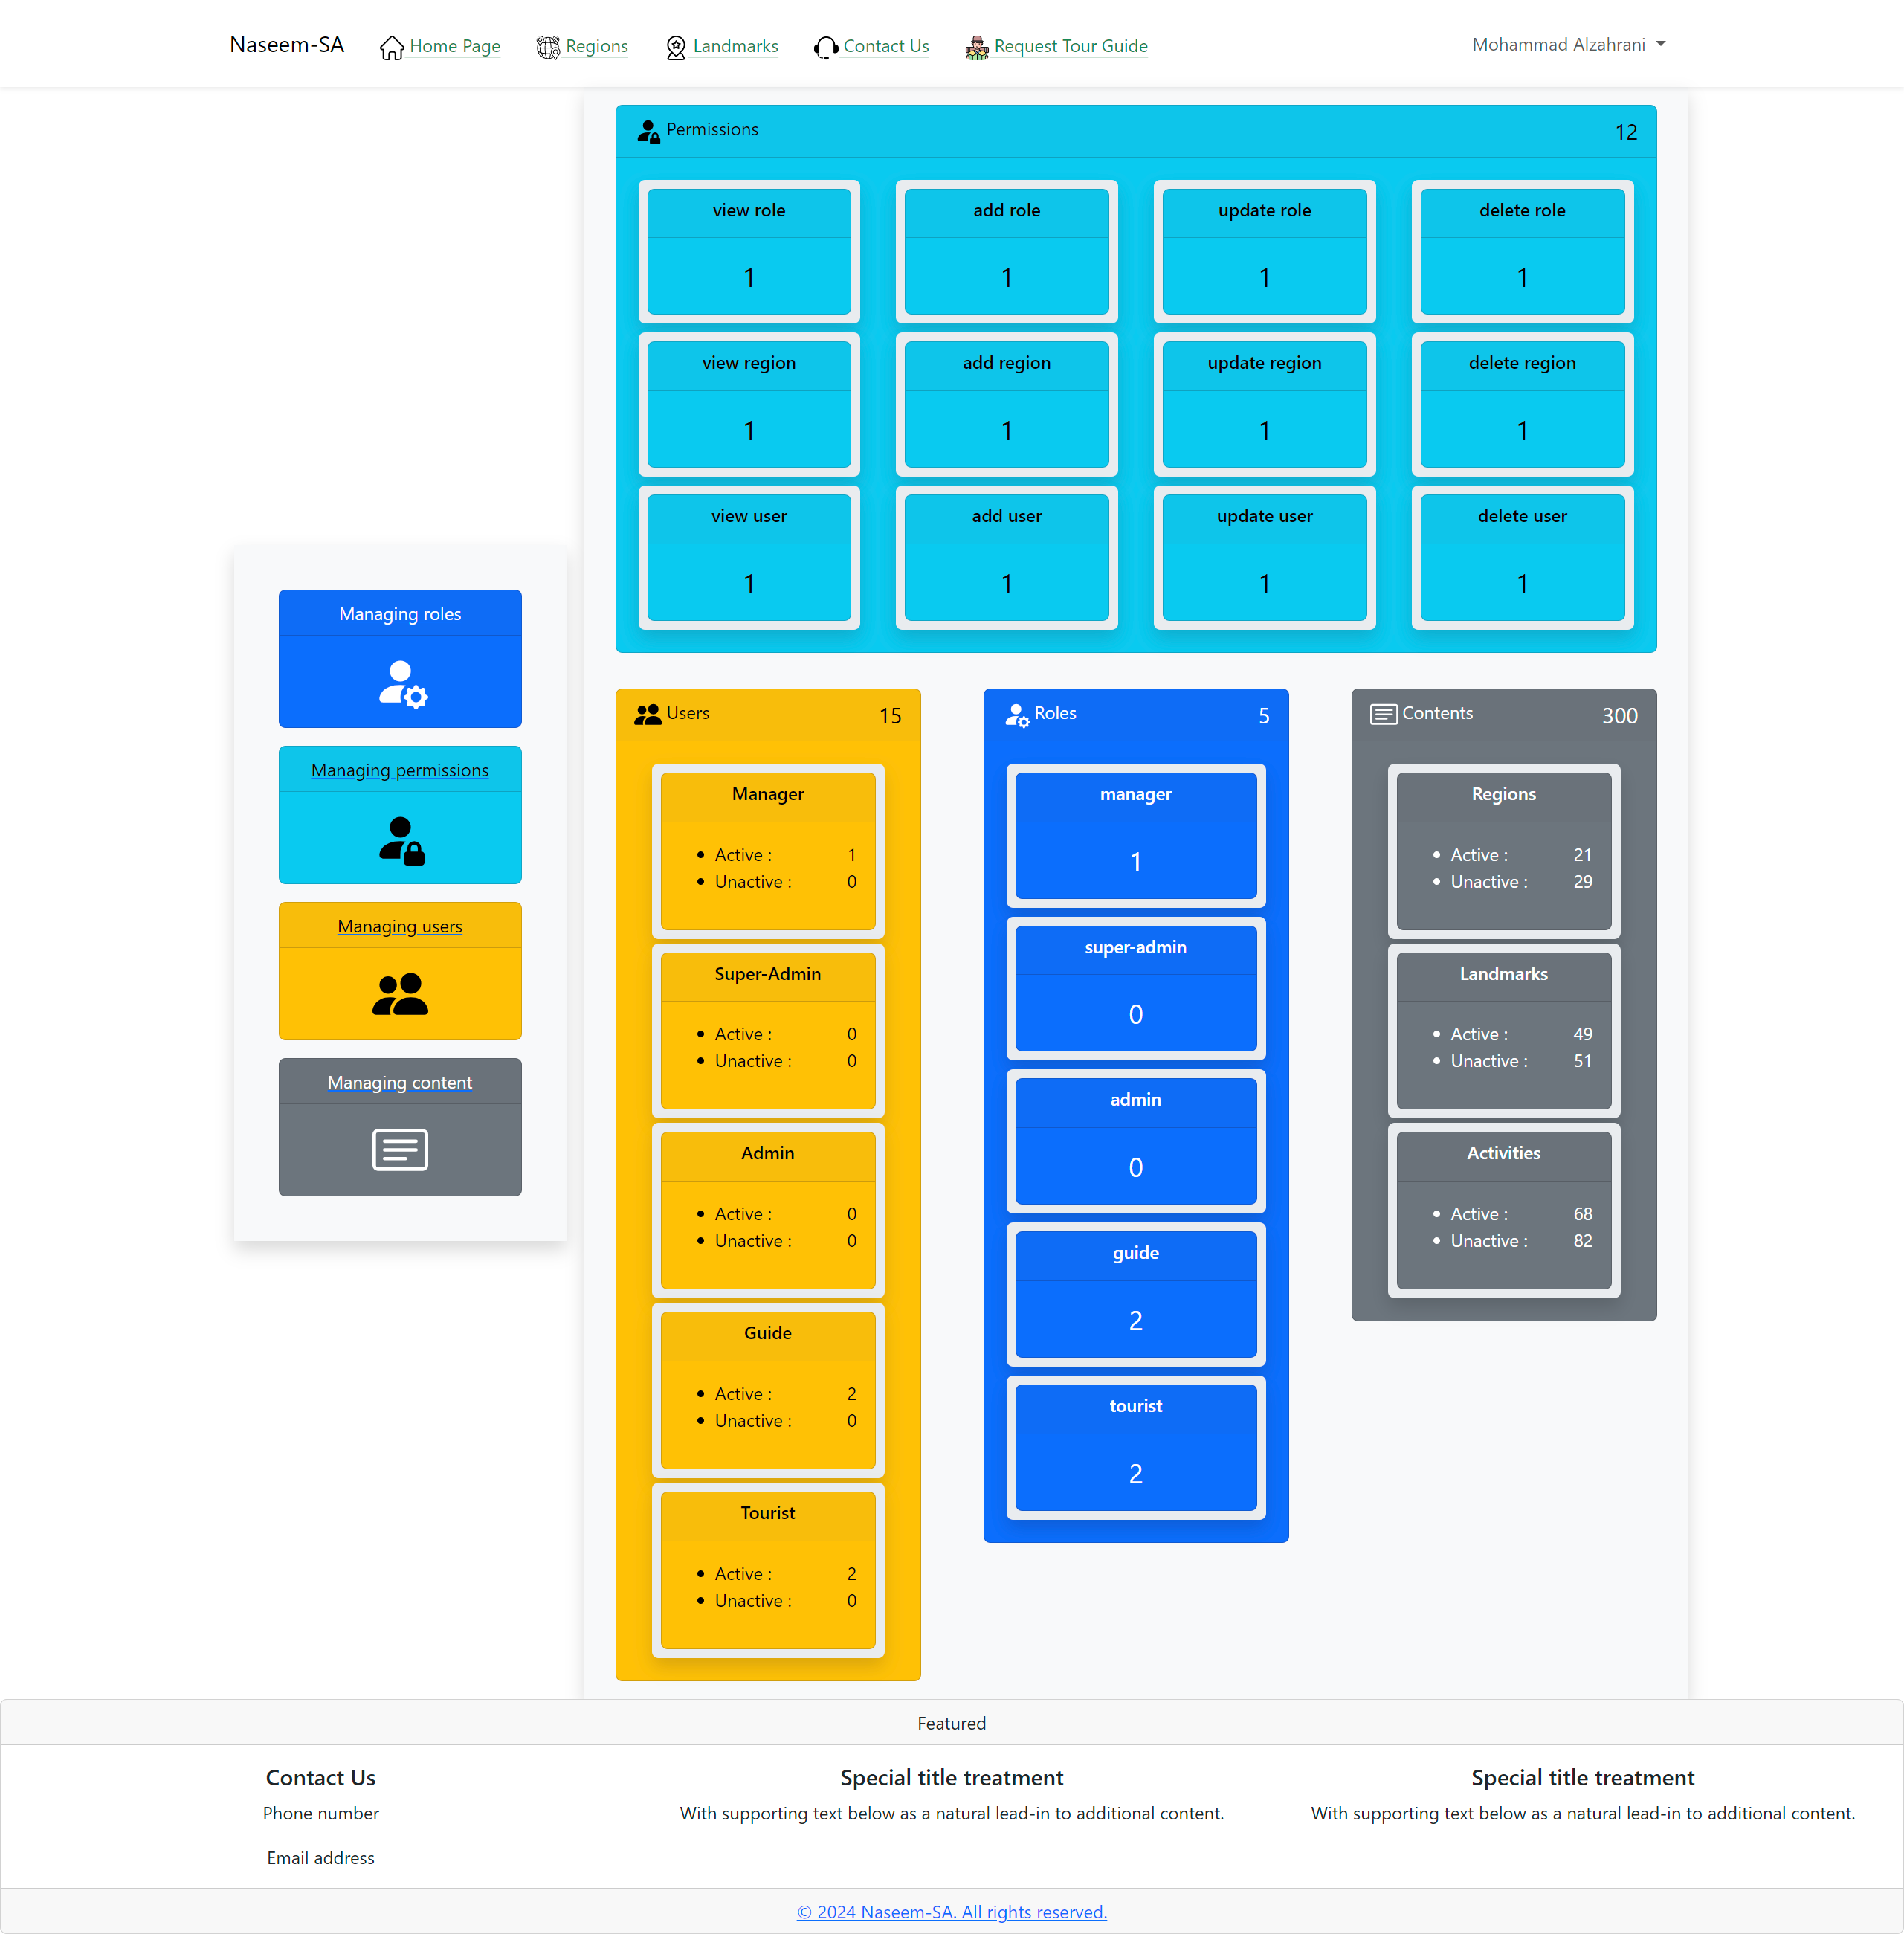 Naseem-SA
Home Page
Regions
Landmarks
Contact Us
Request Tour Guide
Mohammad Alzahrani
Managing roles
Managing permissions
Managing users
Managing content
Permissions 12
view role
1
add role
1
update role
1
delete role
1
view region
1
add region
1
update region
1
delete region
1
view user
1
add user
1
update user
1
delete user
1
Users 15
Manager
Active : 1
Unactive : 0
Super-Admin
Active : 0
Unactive : 0
Admin
Active : 0
Unactive : 0
Guide
Active : 2
Unactive : 0
Tourist
Active : 2
Unactive : 0
Roles 5
manager
1
super-admin
0
admin
0
guide
2
tourist
2
Contents 300
Regions
Active : 21
Unactive : 29
Landmarks
Active : 49
Unactive : 51
Activities
Active : 68
Unactive : 82
Featured
Contact Us
Phone number
Email address
Special title treatment
With supporting text below as a natural lead-in to additional content.
Special title treatment
With supporting text below as a natural lead-in to additional content.
© 2024 Naseem-SA. All rights reserved.